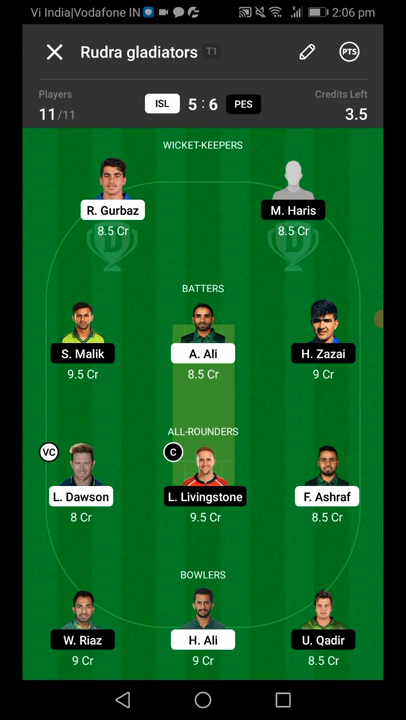 Vi India|Vodafone IN 2:06 pm
Rudra gladiators T1 PTS
Players Credits Left
11/11 ISL 5 : 6 PES 3.5
WICKET-KEEPERS
R. Gurbaz M. Haris
8.5 Cr 8.5 Cr
BATTERS
S. Malik A. Ali H. Zazai
9.5 Cr 8.5 Cr 9 Cr
ALL-ROUNDERS
VC C
L. Dawson L. Livingstone F. Ashraf
8 Cr 9.5 Cr 8.5 Cr
BOWLERS
W. Riaz H. Ali U. Qadir
9 Cr 9 Cr 8.5 Cr